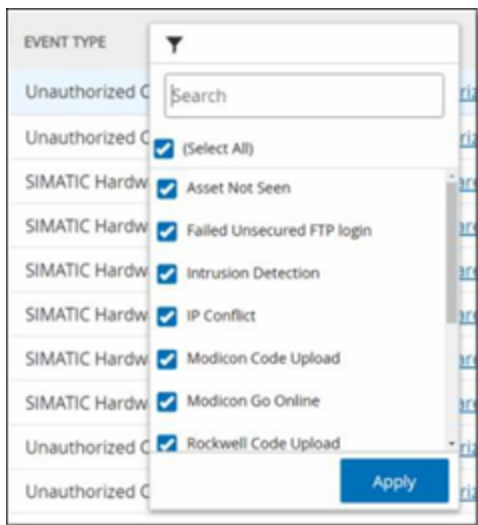 EVENT TYPE
Search
Unauthorized C
Unauthorized C
(Select All)
SIMATIC Hardw
Asset Not Seen
SIMATIC Hardw
Failed Unsecured FTP login
SIMATIC Hardw
Intrusion Detection
SIMATIC Hardw
IP Conflict
SIMATIC Hardw
Modicon Code Upload
SIMATIC Hardw
Modicon Go Online
Unauthorized C
Rockwell Code Upload
Unauthorized C
Apply